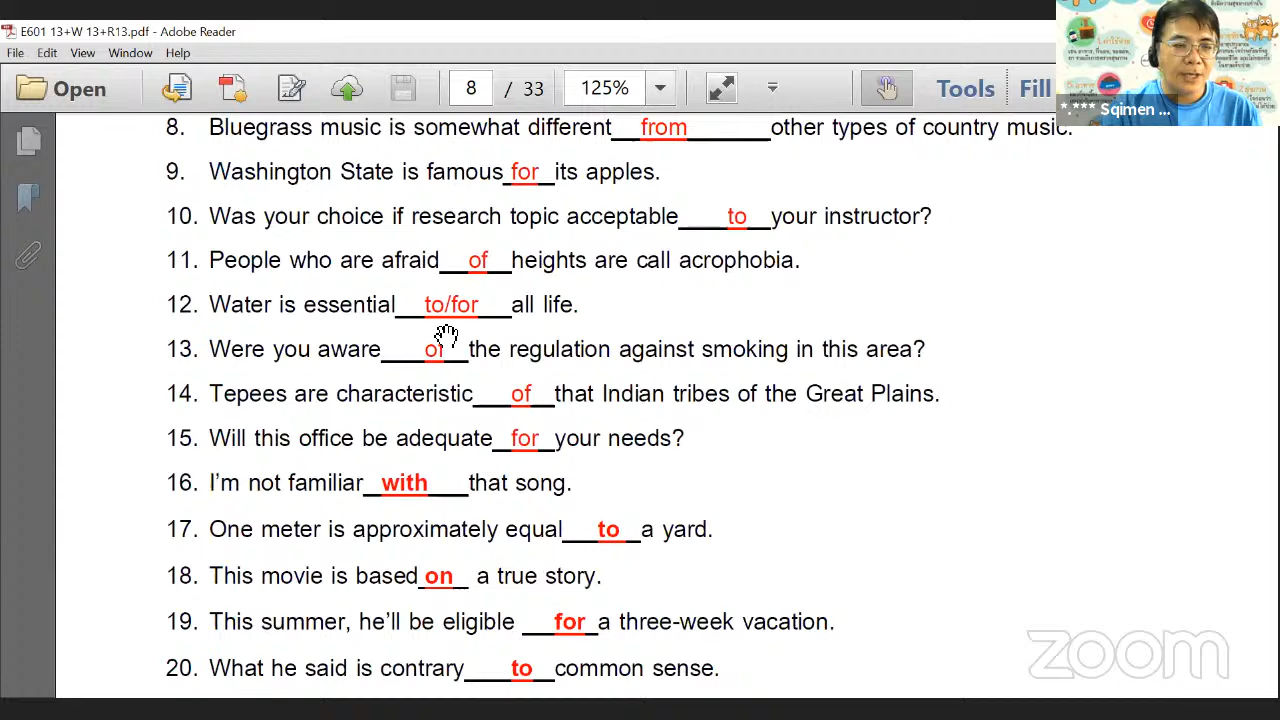 E601 13+W 13+R13.pdf - Adobe Reader
File Edit View Window Help
Open 8 / 33 125% Tools Fill
*.*** Sqimen ...
8. Bluegrass music is somewhat different from other types of country music.
9. Washington State is famous for its apples.
10. Was your choice if research topic acceptable to your instructor?
11. People who are afraid of heights are call acrophobia.
12. Water is essential to/for all life.
13. Were you aware of the regulation against smoking in this area?
14. Tepees are characteristic of that Indian tribes of the Great Plains.
15. Will this office be adequate for your needs?
16. I'm not familiar with that song.
17. One meter is approximately equal to a yard.
18. This movie is based on a true story.
19. This summer, he'll be eligible for a three-week vacation.
20. What he said is contrary to common sense.
zoom